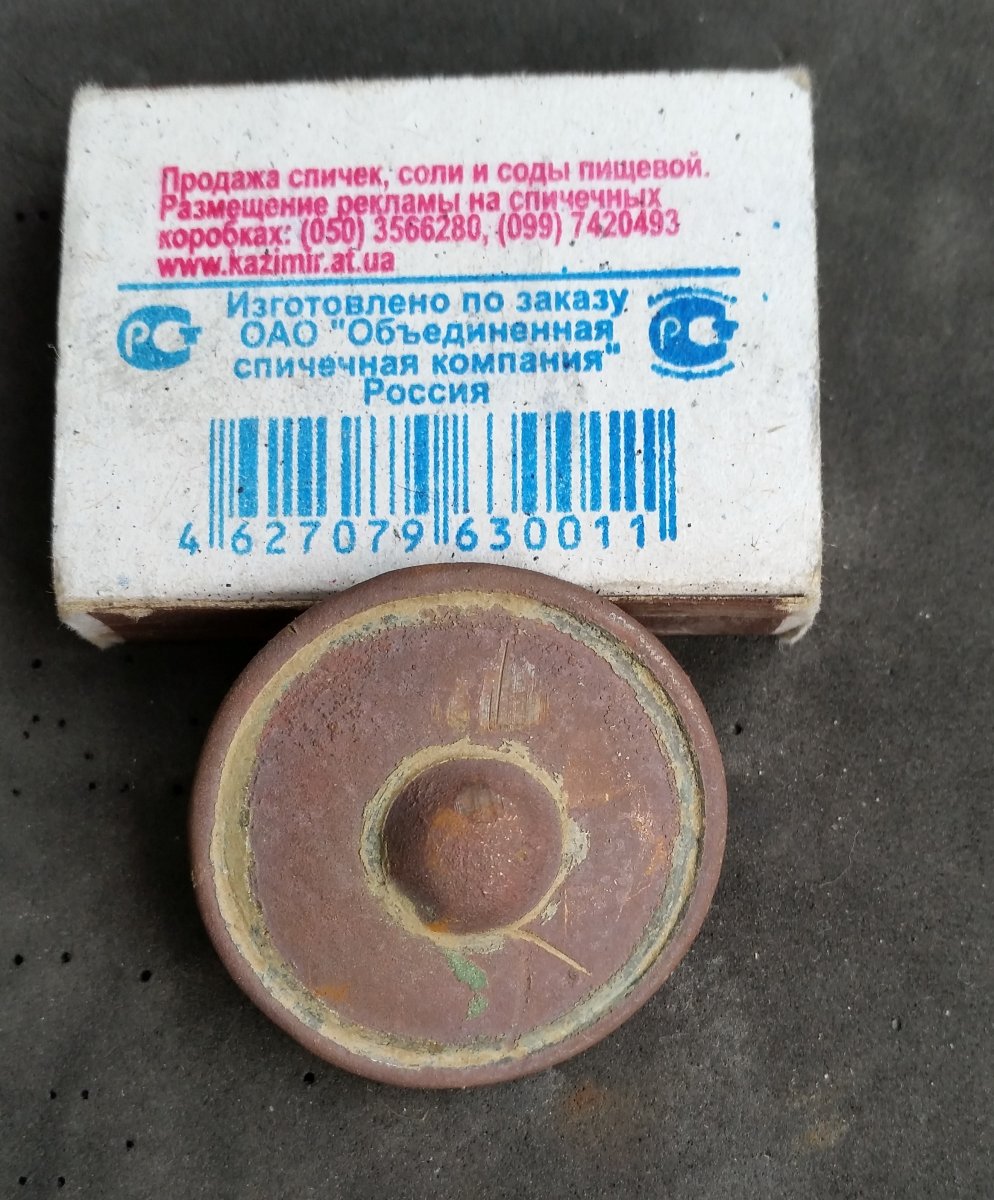 Продажа спичек, соли и соды пищевой.
Размещение рекламы на спичечных
коробках: (050) 3566280, (099) 7420493
www.kazimir.at.ua
Изготовлено по заказу
ОАО "Объединенная
спичечная компания"
Россия
4 627079 630011